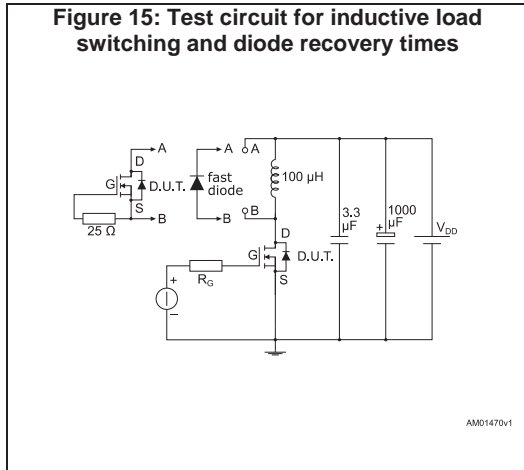 Figure 15: Test circuit for inductive load
switching and diode recovery times
A
D
G
D.U.T.
S
B
25 Ω
A
fast
diode
B
A
B
100 µH
D
G
D.U.T.
S
R_G
+
−
3.3
µF
+
1000
µF
V_DD
AM01470v1